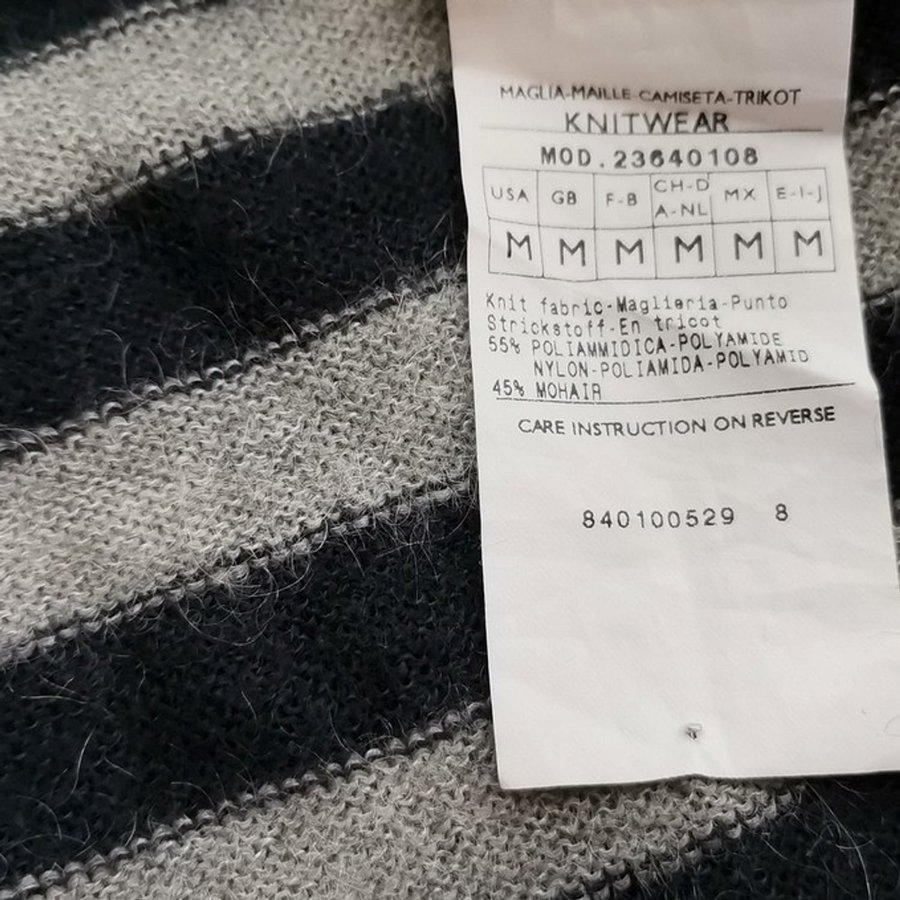 MAGLIA-MAILLE-CAMISETA-TRIKOT
KNITWEAR
MOD.23640108
USA GB F-B CH-D A-NL MX E-I-J
M M M M M M
Knit fabric-Maglieria-Punto
Strickstoff-En tricot
55% POLIAMMIDICA-POLYAMIDE
NYLON-POLIAMIDA-POLYAMID
45% MOHAIR
CARE INSTRUCTION ON REVERSE
840100529 8